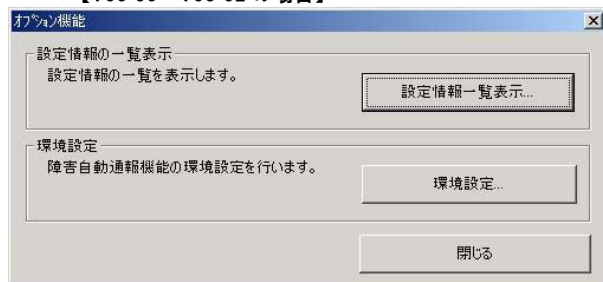 オプション機能
設定情報の一覧表示
設定情報の一覧を表示します。
設定情報一覧表示...
環境設定
障害自動通報機能の環境設定を行います。
環境設定...
閉じる